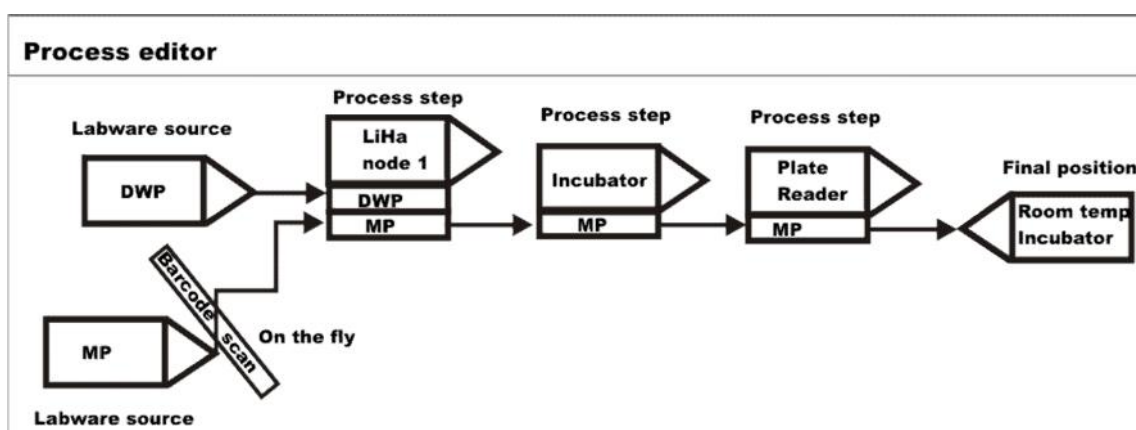 Process editor
Labware source
DWP
Process step
LiHa
node 1
DWP
MP
Process step
Incubator
MP
Process step
Plate
Reader
MP
Final position
Room temp
Incubator
Barcode scan
On the fly
MP
Labware source